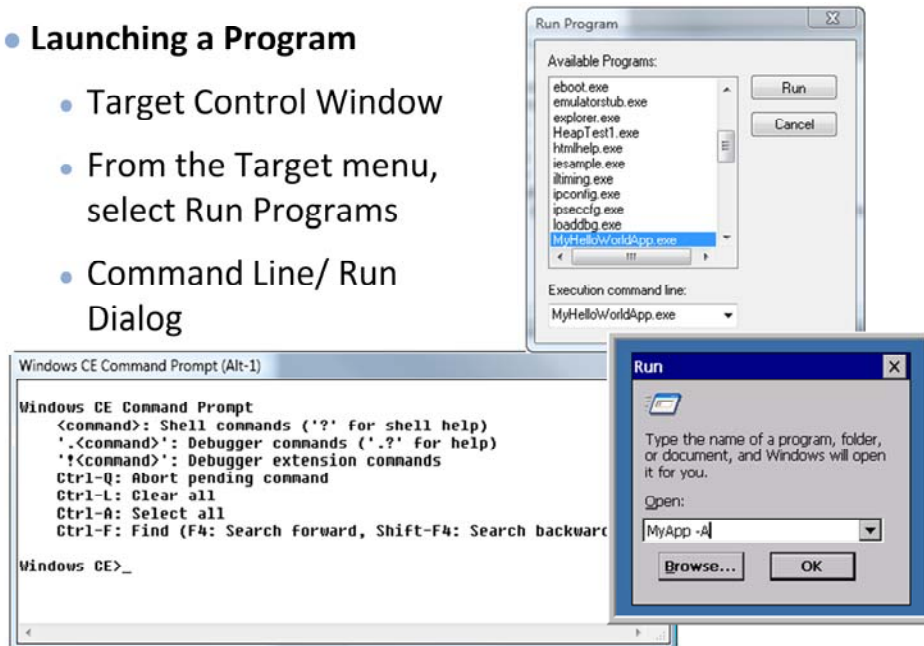 Launching a Program
Target Control Window
From the Target menu,
select Run Programs
Command Line/ Run
Dialog
Run Program
Available Programs:
eboot.exe
emulatorstub.exe
explorer.exe
HeapTest1.exe
htmlhelp.exe
iesample.exe
iltiming.exe
ipconfig.exe
ipseccfg.exe
loaddbg.exe
MyHelloWorldApp.exe
Run
Cancel
Execution command line:
MyHelloWorldApp.exe
Windows CE Command Prompt (Alt-1)
Windows CE Command Prompt
<command>: Shell commands ('?' for shell help)
'.<command>': Debugger commands ('.?' for help)
'!<command>': Debugger extension commands
Ctrl-Q: Abort pending command
Ctrl-L: Clear all
Ctrl-A: Select all
Ctrl-F: Find (F4: Search forward, Shift-F4: Search backward
Windows CE>_
Run
Type the name of a program, folder,
or document, and Windows will open
it for you.
Open:
MyApp -A
Browse...
OK